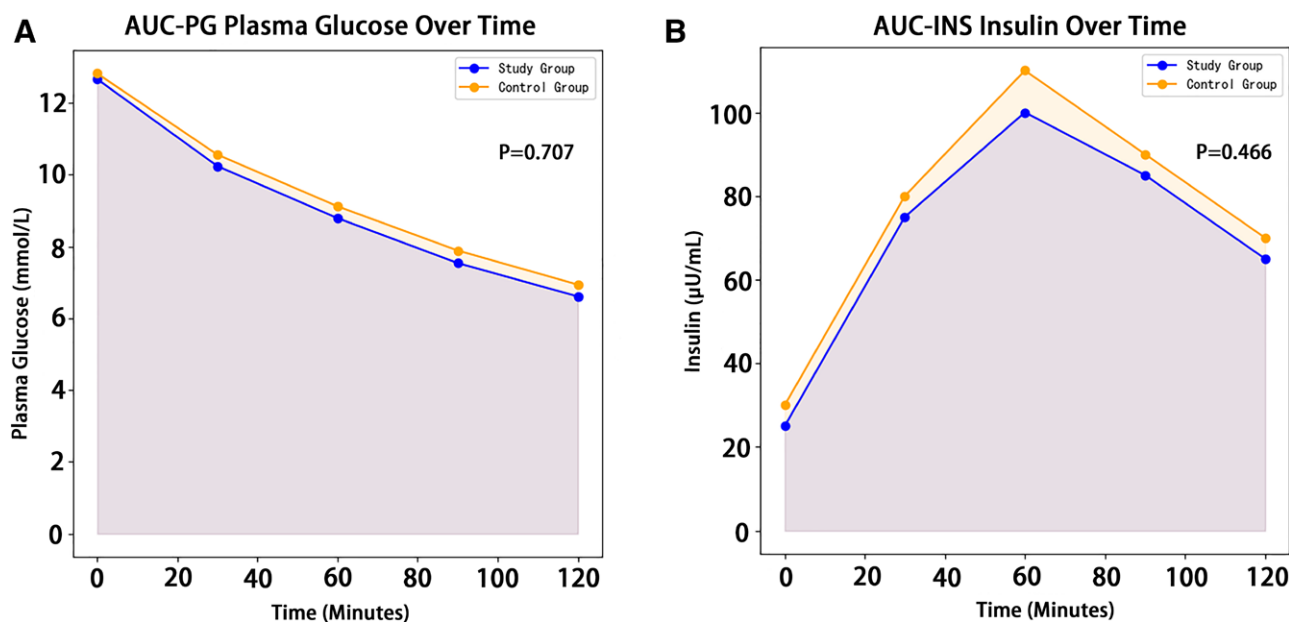 A
AUC-PG Plasma Glucose Over Time
Study Group
Control Group
P=0.707
Plasma Glucose (mmol/L)
12
10
8
6
4
2
0
0 20 40 60 80 100 120
Time (Minutes)
B
AUC-INS Insulin Over Time
Study Group
Control Group
P=0.466
Insulin (μU/mL)
100
80
60
40
20
0
0 20 40 60 80 100 120
Time (Minutes)